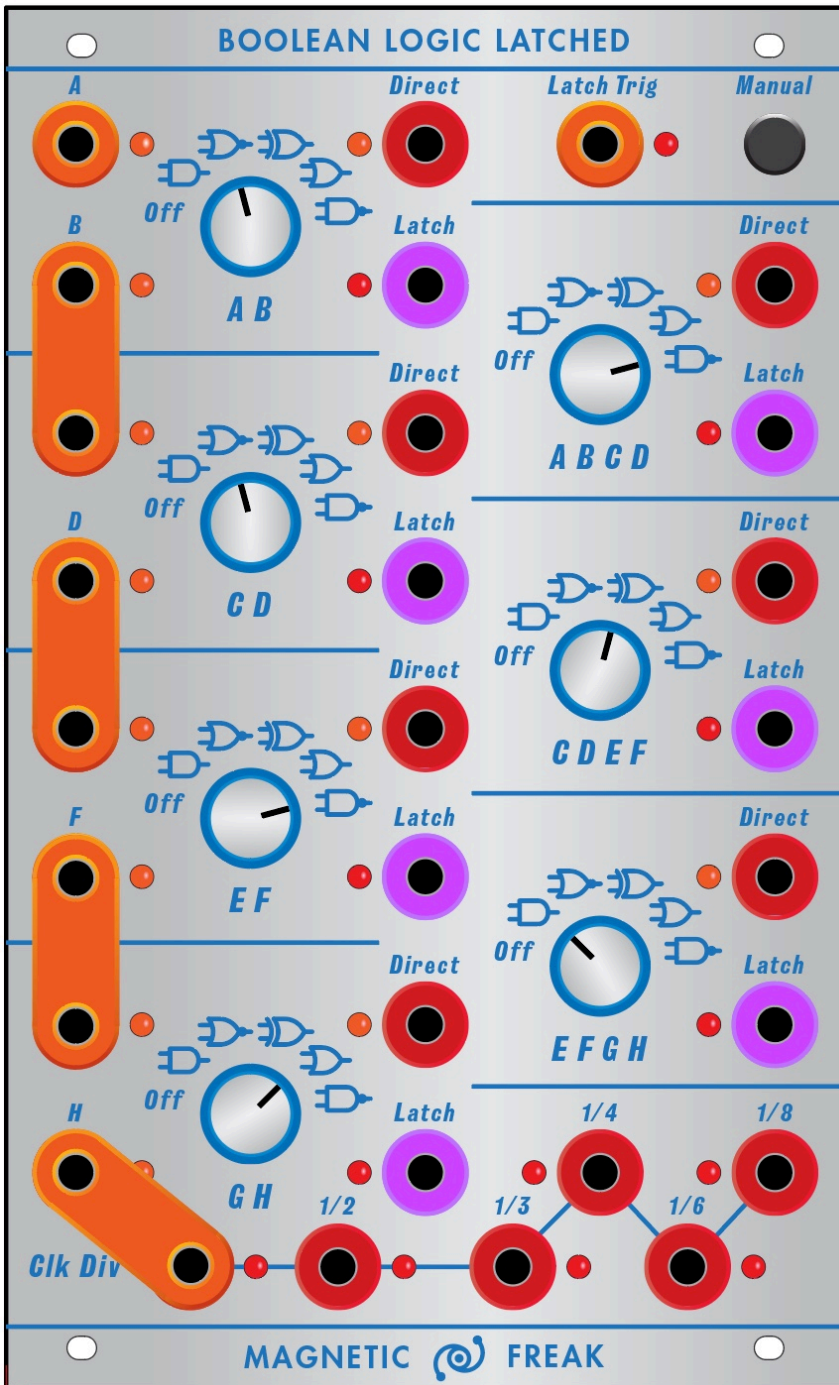 BOOLEAN LOGIC LATCHED
A
Direct
Latch Trig
Manual
Off
B
Latch
Direct
A B
Off
Direct
Latch
A B C D
Off
D
Latch
Direct
C D
Off
Direct
Latch
C D E F
Off
F
Latch
Direct
E F
Off
Direct
Latch
E F G H
Off
H
Latch
1/4
1/8
G H
1/2
1/3
1/6
Clk Div
MAGNETIC FREAK